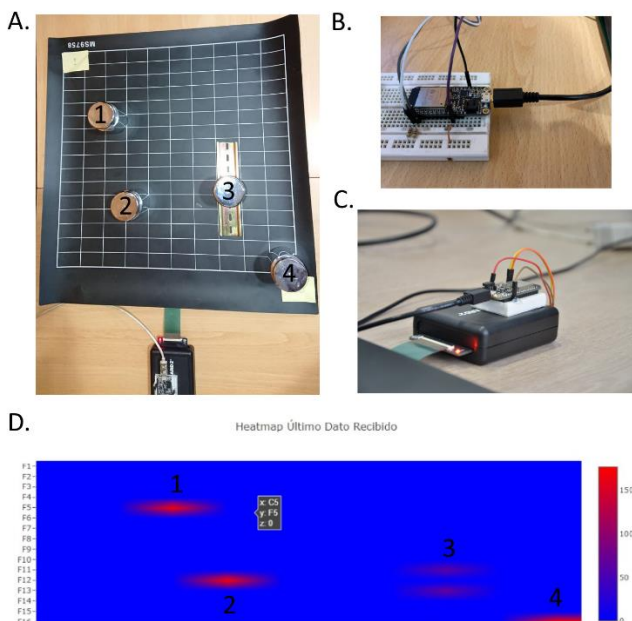 A.
MS9758
1
2
3
4
B.
C.
D.
Heatmap Último Dato Recibido
F1
F2
F3
F4
F5
F6
F7
F8
F9
F10
F11
F12
F13
F14
F15
1
2
3
4
x: C5
y: F5
z: 0
150
100
50
0